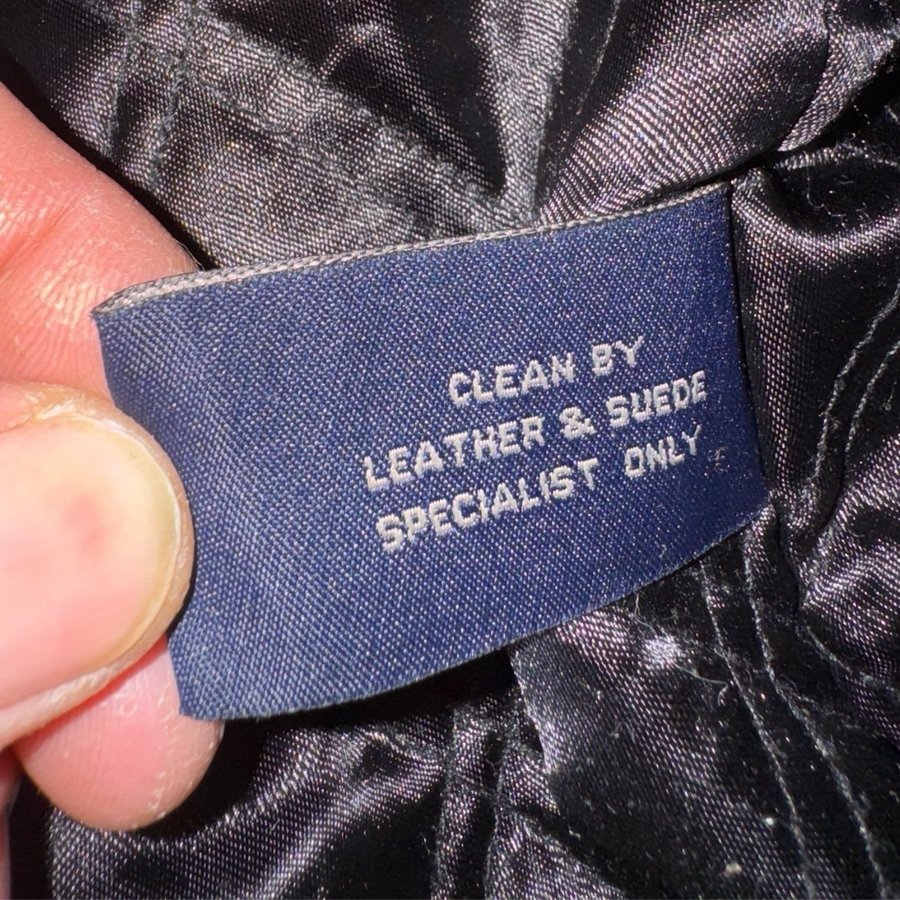 CLEAN BY
LEATHER & SUEDE
SPECIALIST ONLY